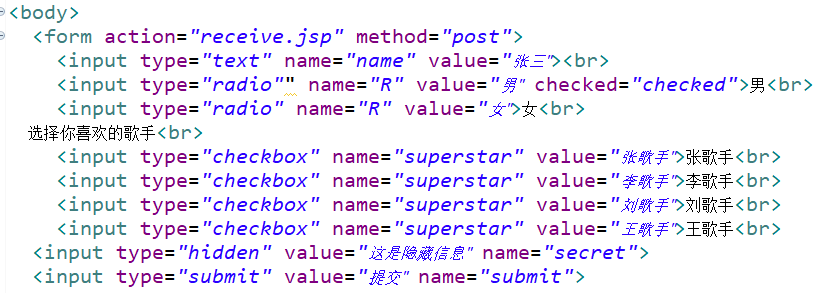 <body>
<form action="receive.jsp" method="post">
<input type="text" name="name" value="张三"><br>
<input type="radio"" name="R" value="男" checked="checked">男<br>
<input type="radio" name="R" value="女">女<br>
选择你喜欢的歌手<br>
<input type="checkbox" name="superstar" value="张歌手">张歌手<br>
<input type="checkbox" name="superstar" value="李歌手">李歌手<br>
<input type="checkbox" name="superstar" value="刘歌手">刘歌手<br>
<input type="checkbox" name="superstar" value="王歌手">王歌手<br>
<input type="hidden" value="这是隐藏信息" name="secret">
<input type="submit" value="提交" name="submit">